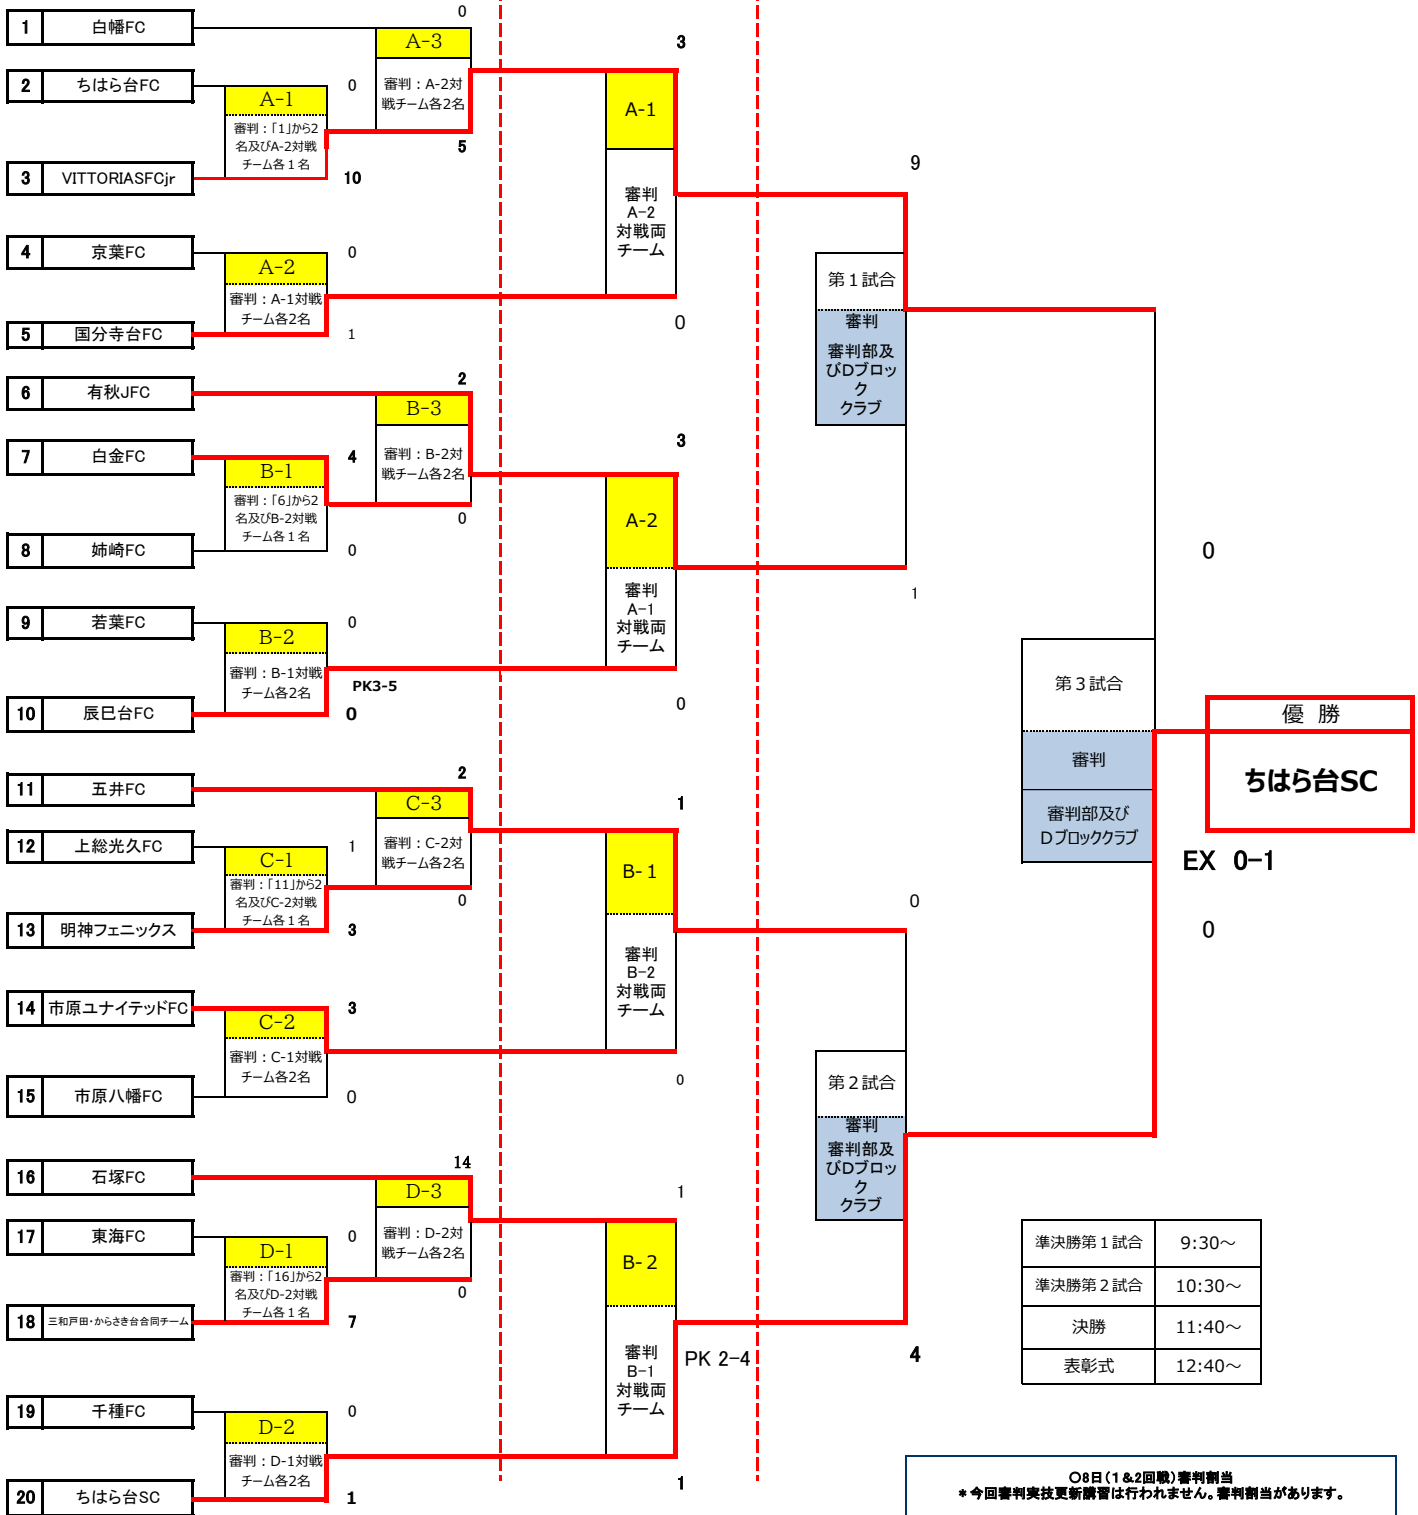 1 白幡FC
0
A-3
審判：A-2対
戦チーム各2名
5
2 ちはら台FC
0
A-1
審判：「1」から2
名及びA-2対戦
チーム各１名
3 VITTORIASFCjr
10
4 京葉FC
0
A-2
審判：A-1対戦
チーム各2名
5 国分寺台FC
1
3
A-1
審判
A-2
対戦両
チーム
0
6 有秋JFC
2
B-3
審判：B-2対
戦チーム各2名
0
7 白金FC
4
B-1
審判：「6」から2
名及びB-2対戦
チーム各１名
8 姉崎FC
0
9 若葉FC
0
B-2
審判：B-1対戦
チーム各2名
PK3-5
10 辰巳台FC
0
3
A-2
審判
A-1
対戦両
チーム
0
9
第１試合
審判
審判部及
びDブロッ
ク
クラブ
1
11 五井FC
2
C-3
審判：C-2対
戦チーム各2名
0
12 上総光久FC
1
C-1
審判：「11」から2
名及びC-2対戦
チーム各１名
13 明神フェニックス
3
14 市原ユナイテッドFC
3
C-2
審判：C-1対戦
チーム各2名
15 市原八幡FC
0
1
B-1
審判
B-2
対戦両
チーム
0
16 石塚FC
14
D-3
審判：D-2対
戦チーム各2名
0
17 東海FC
0
D-1
審判：「16」から2
名及びD-2対戦
チーム各１名
18 三和戸田・からさき台合同チーム
7
19 千種FC
0
D-2
審判：D-1対戦
チーム各2名
20 ちはら台SC
1
1
B-2
審判
B-1
対戦両
チーム
PK 2-4
1
0
第２試合
審判
審判部及
びDブロッ
ク
クラブ
4
0
第３試合
審判
審判部及び
Dブロッククラブ
EX 0-1
0
優 勝
ちはら台SC
準決勝第１試合 9:30～
準決勝第２試合 10:30～
決勝 11:40～
表彰式 12:40～
○8日（1＆2回戦）審判割当
＊今回審判実技更新講習は行われません。審判割当があります。